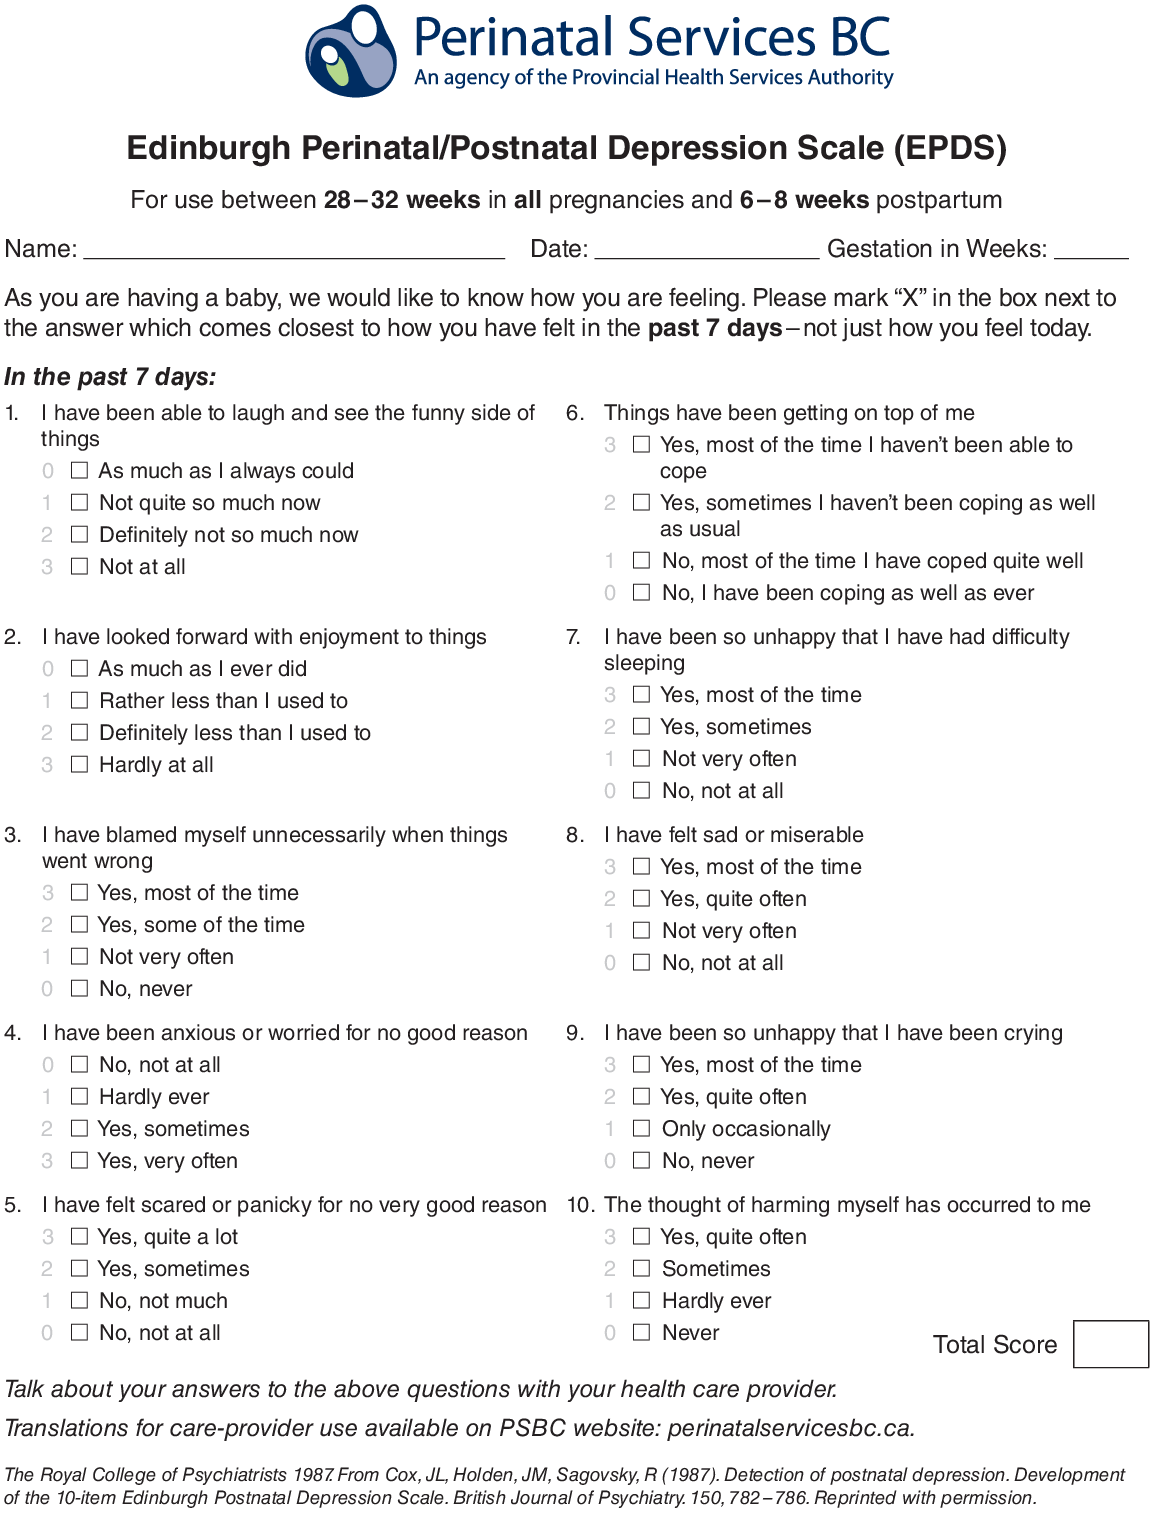 Perinatal Services BC
An agency of the Provincial Health Services Authority
Edinburgh Perinatal/Postnatal Depression Scale (EPDS)
For use between 28–32 weeks in all pregnancies and 6–8 weeks postpartum
Name: ______ Date: ______ Gestation in Weeks: ______
As you are having a baby, we would like to know how you are feeling. Please mark “X” in the box next to
the answer which comes closest to how you have felt in the past 7 days–not just how you feel today.
In the past 7 days:
1. I have been able to laugh and see the funny side of
things
0 ☐ As much as I always could
1 ☐ Not quite so much now
2 ☐ Definitely not so much now
3 ☐ Not at all
2. I have looked forward with enjoyment to things
0 ☐ As much as I ever did
1 ☐ Rather less than I used to
2 ☐ Definitely less than I used to
3 ☐ Hardly at all
3. I have blamed myself unnecessarily when things
went wrong
3 ☐ Yes, most of the time
2 ☐ Yes, some of the time
1 ☐ Not very often
0 ☐ No, never
4. I have been anxious or worried for no good reason
0 ☐ No, not at all
1 ☐ Hardly ever
2 ☐ Yes, sometimes
3 ☐ Yes, very often
5. I have felt scared or panicky for no very good reason
3 ☐ Yes, quite a lot
2 ☐ Yes, sometimes
1 ☐ No, not much
0 ☐ No, not at all
6. Things have been getting on top of me
3 ☐ Yes, most of the time I haven’t been able to
cope
2 ☐ Yes, sometimes I haven’t been coping as well
as usual
1 ☐ No, most of the time I have coped quite well
0 ☐ No, I have been coping as well as ever
7. I have been so unhappy that I have had difficulty
sleeping
3 ☐ Yes, most of the time
2 ☐ Yes, sometimes
1 ☐ Not very often
0 ☐ No, not at all
8. I have felt sad or miserable
3 ☐ Yes, most of the time
2 ☐ Yes, quite often
1 ☐ Not very often
0 ☐ No, not at all
9. I have been so unhappy that I have been crying
3 ☐ Yes, most of the time
2 ☐ Yes, quite often
1 ☐ Only occasionally
0 ☐ No, never
10. The thought of harming myself has occurred to me
3 ☐ Yes, quite often
2 ☐ Sometimes
1 ☐ Hardly ever
0 ☐ Never
Total Score
Talk about your answers to the above questions with your health care provider.
Translations for care-provider use available on PSBC website: perinatalservicesbc.ca.
The Royal College of Psychiatrists 1987. From Cox, JL, Holden, JM, Sagovsky, R (1987). Detection of postnatal depression. Development
of the 10-item Edinburgh Postnatal Depression Scale. British Journal of Psychiatry. 150, 782–786. Reprinted with permission.